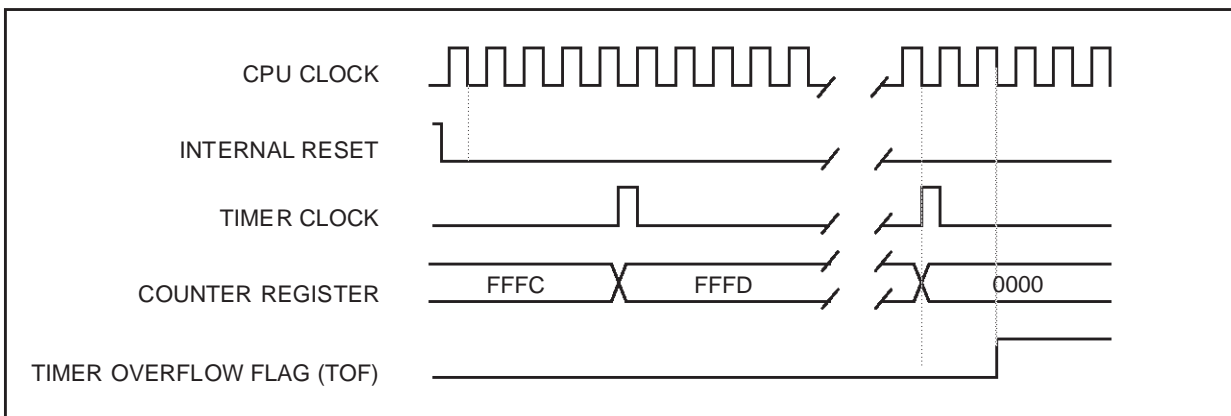 CPU CLOCK
INTERNAL RESET
TIMER CLOCK
COUNTER REGISTER
FFFC
FFFD
0000
TIMER OVERFLOW FLAG (TOF)